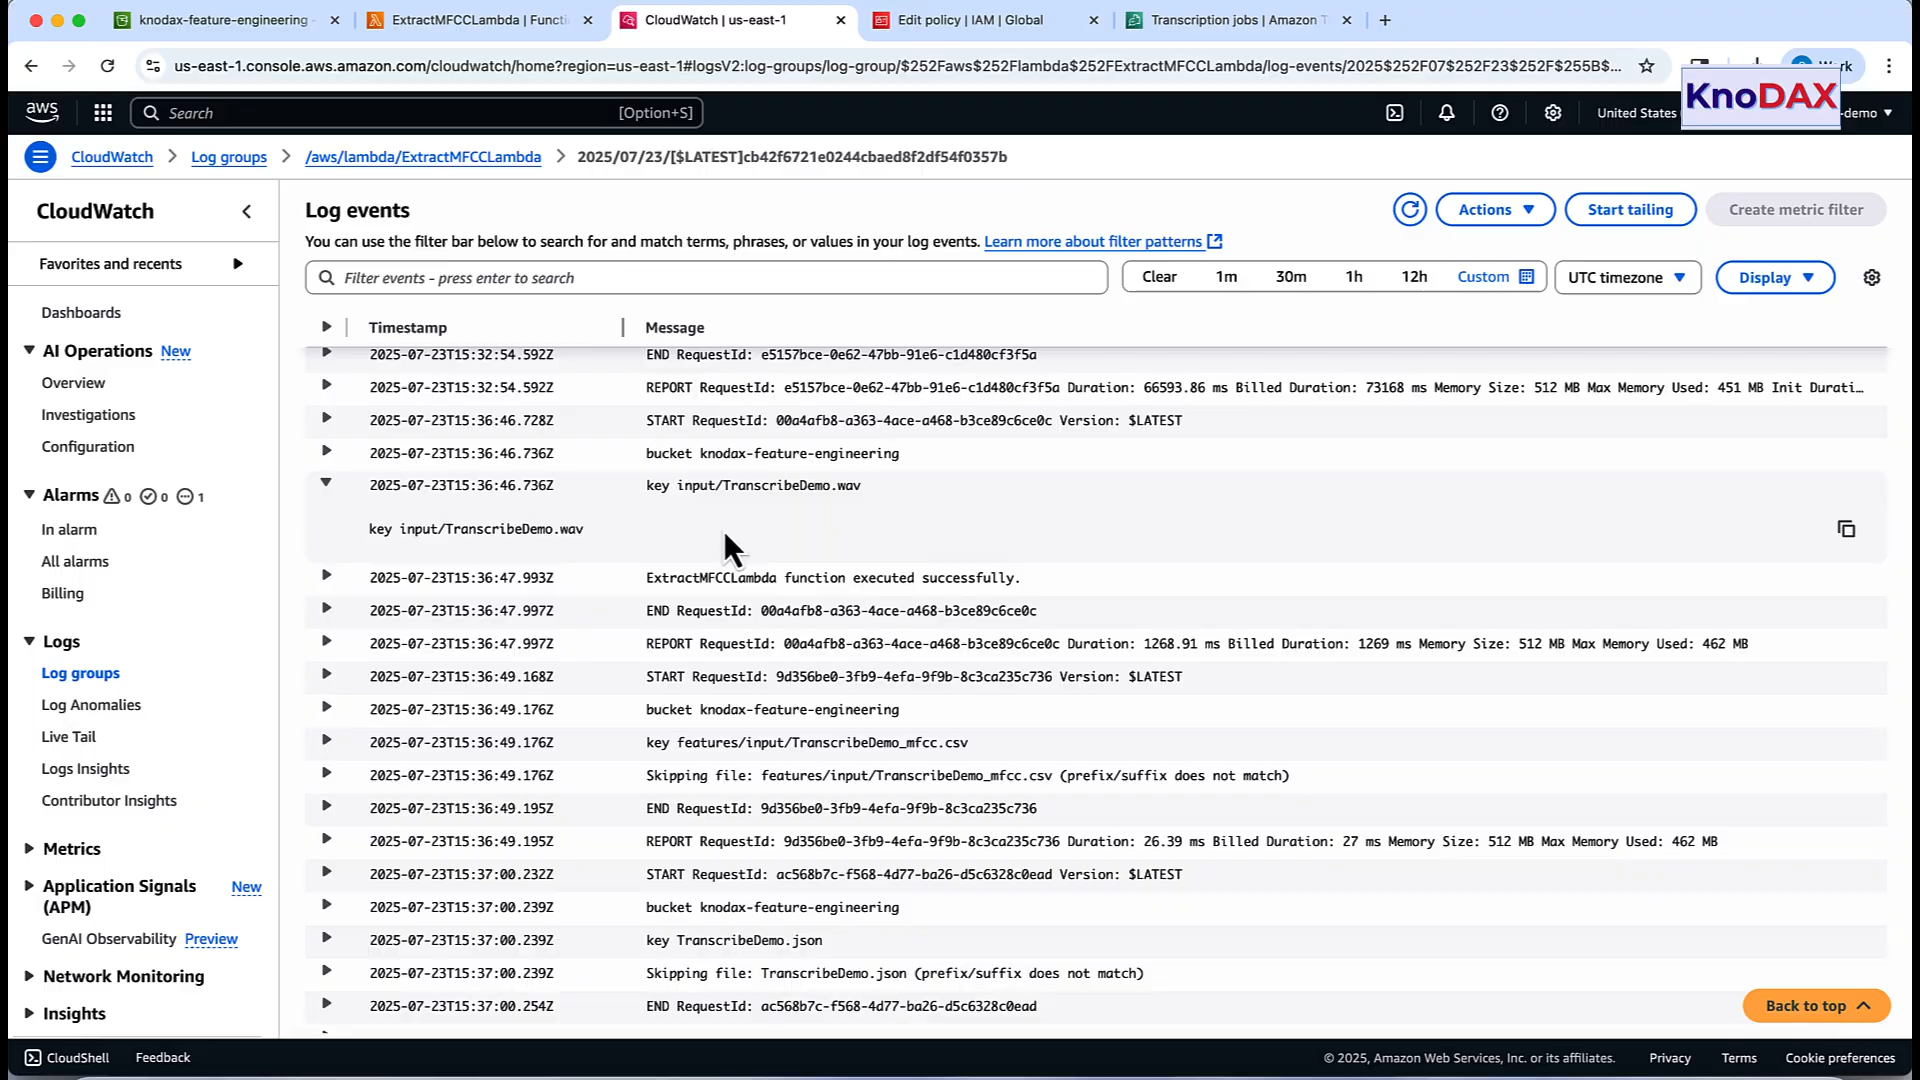 knodax-feature-engineering -
ExtractMFCCLambda | Functi
CloudWatch | us-east-1
Edit policy | IAM | Global
Transcription jobs | Amazon T
us-east-1.console.aws.amazon.com/cloudwatch/home?region=us-east-1#logsV2:log-groups/log-group/$252Faws$252Flambda$252FExtractMFCCLambda/log-events/2025$252F07$252F23$252F$255B$...
Work
KnoDAX
aws
Search
[Option+S]
United States
-demo
CloudWatch
Log groups
/aws/lambda/ExtractMFCCLambda
2025/07/23/[$LATEST]cb42f6721e0244cbaed8f2df54f0357b
CloudWatch
Favorites and recents
Dashboards
AI Operations New
Overview
Investigations
Configuration
Alarms 0 0 1
In alarm
All alarms
Billing
Logs
Log groups
Log Anomalies
Live Tail
Logs Insights
Contributor Insights
Metrics
Application Signals New
(APM)
GenAI Observability Preview
Network Monitoring
Insights
Log events
Actions
Start tailing
Create metric filter
You can use the filter bar below to search for and match terms, phrases, or values in your log events. Learn more about filter patterns
Filter events - press enter to search
Clear 1m 30m 1h 12h Custom
UTC timezone
Display
Timestamp Message
2025-07-23T15:32:54.592Z END RequestId: e5157bce-0e62-47bb-91e6-c1d480cf3f5a
2025-07-23T15:32:54.592Z REPORT RequestId: e5157bce-0e62-47bb-91e6-c1d480cf3f5a Duration: 66593.86 ms Billed Duration: 73168 ms Memory Size: 512 MB Max Memory Used: 451 MB Init Durati…
2025-07-23T15:36:46.728Z START RequestId: 00a4afb8-a363-4ace-a468-b3ce89c6ce0c Version: $LATEST
2025-07-23T15:36:46.736Z bucket knodax-feature-engineering
2025-07-23T15:36:46.736Z key input/TranscribeDemo.wav
key input/TranscribeDemo.wav
2025-07-23T15:36:47.993Z ExtractMFCCLambda function executed successfully.
2025-07-23T15:36:47.997Z END RequestId: 00a4afb8-a363-4ace-a468-b3ce89c6ce0c
2025-07-23T15:36:47.997Z REPORT RequestId: 00a4afb8-a363-4ace-a468-b3ce89c6ce0c Duration: 1268.91 ms Billed Duration: 1269 ms Memory Size: 512 MB Max Memory Used: 462 MB
2025-07-23T15:36:49.168Z START RequestId: 9d356be0-3fb9-4efa-9f9b-8c3ca235c736 Version: $LATEST
2025-07-23T15:36:49.176Z bucket knodax-feature-engineering
2025-07-23T15:36:49.176Z key features/input/TranscribeDemo_mfcc.csv
2025-07-23T15:36:49.176Z Skipping file: features/input/TranscribeDemo_mfcc.csv (prefix/suffix does not match)
2025-07-23T15:36:49.195Z END RequestId: 9d356be0-3fb9-4efa-9f9b-8c3ca235c736
2025-07-23T15:36:49.195Z REPORT RequestId: 9d356be0-3fb9-4efa-9f9b-8c3ca235c736 Duration: 26.39 ms Billed Duration: 27 ms Memory Size: 512 MB Max Memory Used: 462 MB
2025-07-23T15:37:00.232Z START RequestId: ac568b7c-f568-4d77-ba26-d5c6328c0ead Version: $LATEST
2025-07-23T15:37:00.239Z bucket knodax-feature-engineering
2025-07-23T15:37:00.239Z key TranscribeDemo.json
2025-07-23T15:37:00.239Z Skipping file: TranscribeDemo.json (prefix/suffix does not match)
2025-07-23T15:37:00.254Z END RequestId: ac568b7c-f568-4d77-ba26-d5c6328c0ead
Back to top
CloudShell
Feedback
© 2025, Amazon Web Services, Inc. or its affiliates.
Privacy
Terms
Cookie preferences